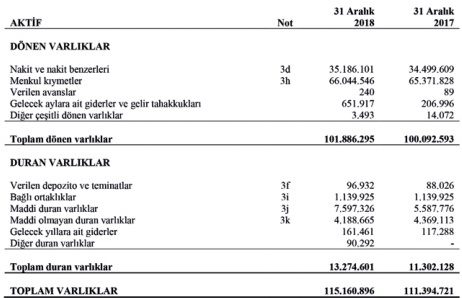 31 Aralık 31 Aralık
AKTİF Not 2018 2017
DÖNEN VARLIKLAR
Nakit ve nakit benzerleri 3d 35.186.101 34.499.609
Menkul kıymetler 3h 66.044.546 65.371.828
Verilen avanslar 240 89
Gelecek aylara ait giderler ve gelir tahakkukları 651.917 206.996
Diğer çeşitli dönen varlıklar 3.493 14.072
Toplam dönen varlıklar 101.886.295 100.092.593
DURAN VARLIKLAR
Verilen depozito ve teminatlar 3f 96.932 88.026
Bağlı ortaklıklar 3i 1.139.925 1.139.925
Maddi duran varlıklar 3j 7.597.326 5.587.776
Maddi olmayan duran varlıklar 3k 4.188.665 4.369.113
Gelecek yıllara ait giderler 161.461 117.288
Diğer duran varlıklar 90.292 -
Toplam duran varlıklar 13.274.601 11.302.128
TOPLAM VARLIKLAR 115.160.896 111.394.721